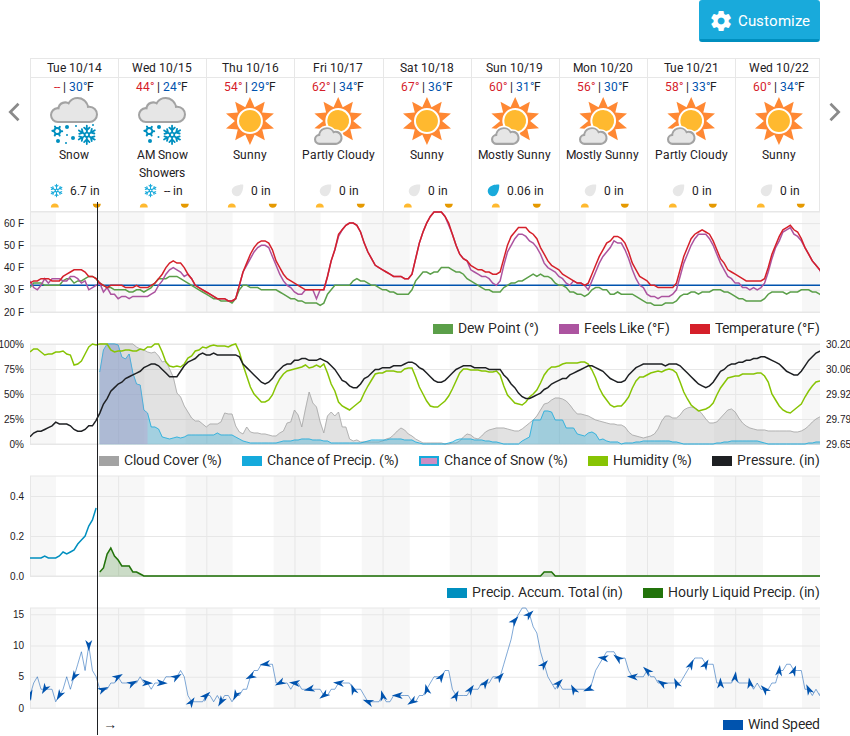 Customize
Tue 10/14 Wed 10/15 Thu 10/16 Fri 10/17 Sat 10/18 Sun 10/19 Mon 10/20 Tue 10/21 Wed 10/22
-- | 30°F 44° | 24°F 54° | 29°F 62° | 34°F 67° | 36°F 60° | 31°F 56° | 30°F 58° | 33°F 60° | 34°F
Snow AM Snow Sunny Partly Cloudy Sunny Mostly Sunny Mostly Sunny Partly Cloudy Sunny
Showers
6.7 in -- in 0 in 0 in 0 in 0.06 in 0 in 0 in 0 in
60 F
50 F
40 F
30 F
20 F
Dew Point (°) Feels Like (°F) Temperature (°F)
100% 30.20
75% 30.06
50% 29.92
25% 29.79
0% 29.65
Cloud Cover (%) Chance of Precip. (%) Chance of Snow (%) Humidity (%) Pressure. (in)
0.4
0.2
0.0
Precip. Accum. Total (in) Hourly Liquid Precip. (in)
15
10
5
0
→ Wind Speed